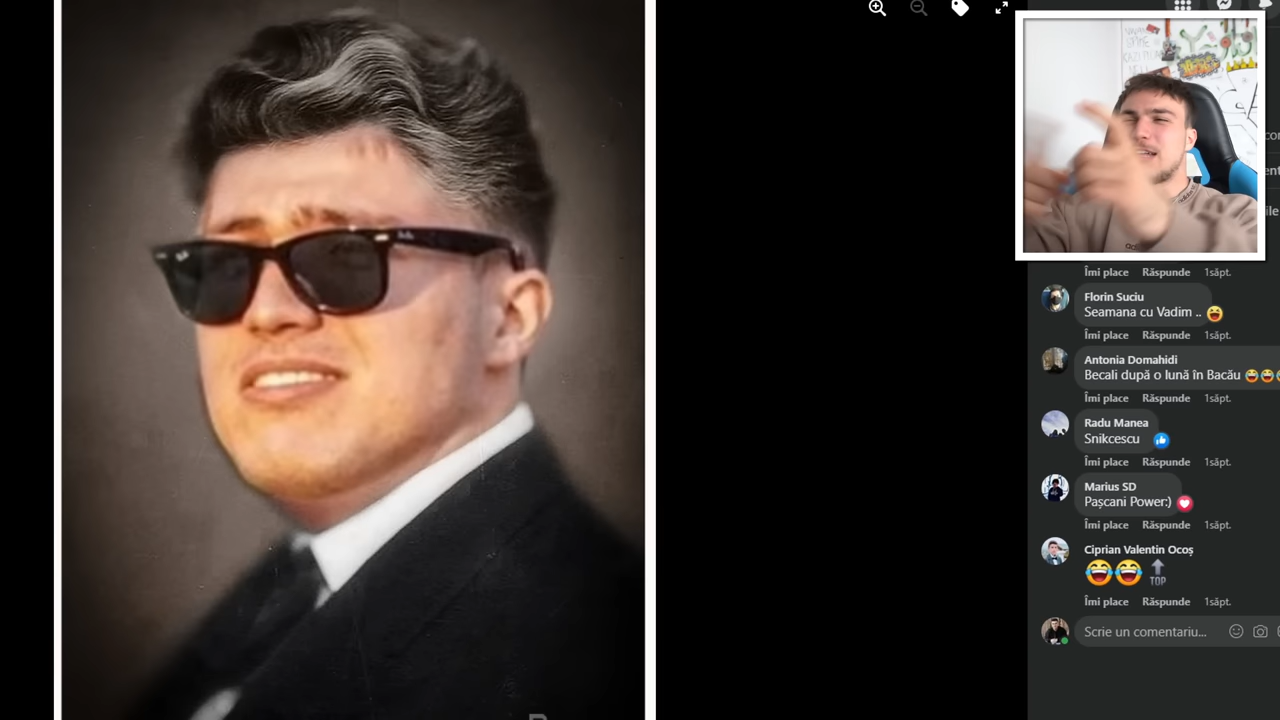 Îmi place Răspunde 1săpt.
Florin Suciu
Seamana cu Vadim ..
Îmi place Răspunde 1săpt.
Antonia Domahidi
Becali după o lună în Bacău
Îmi place Răspunde 1săpt.
Radu Manea
Snikcescu
Îmi place Răspunde 1săpt.
Marius SD
Pașcani Power:)
Îmi place Răspunde 1săpt.
Ciprian Valentin Ocoș
TOP
Îmi place Răspunde 1săpt.
Scrie un comentariu...